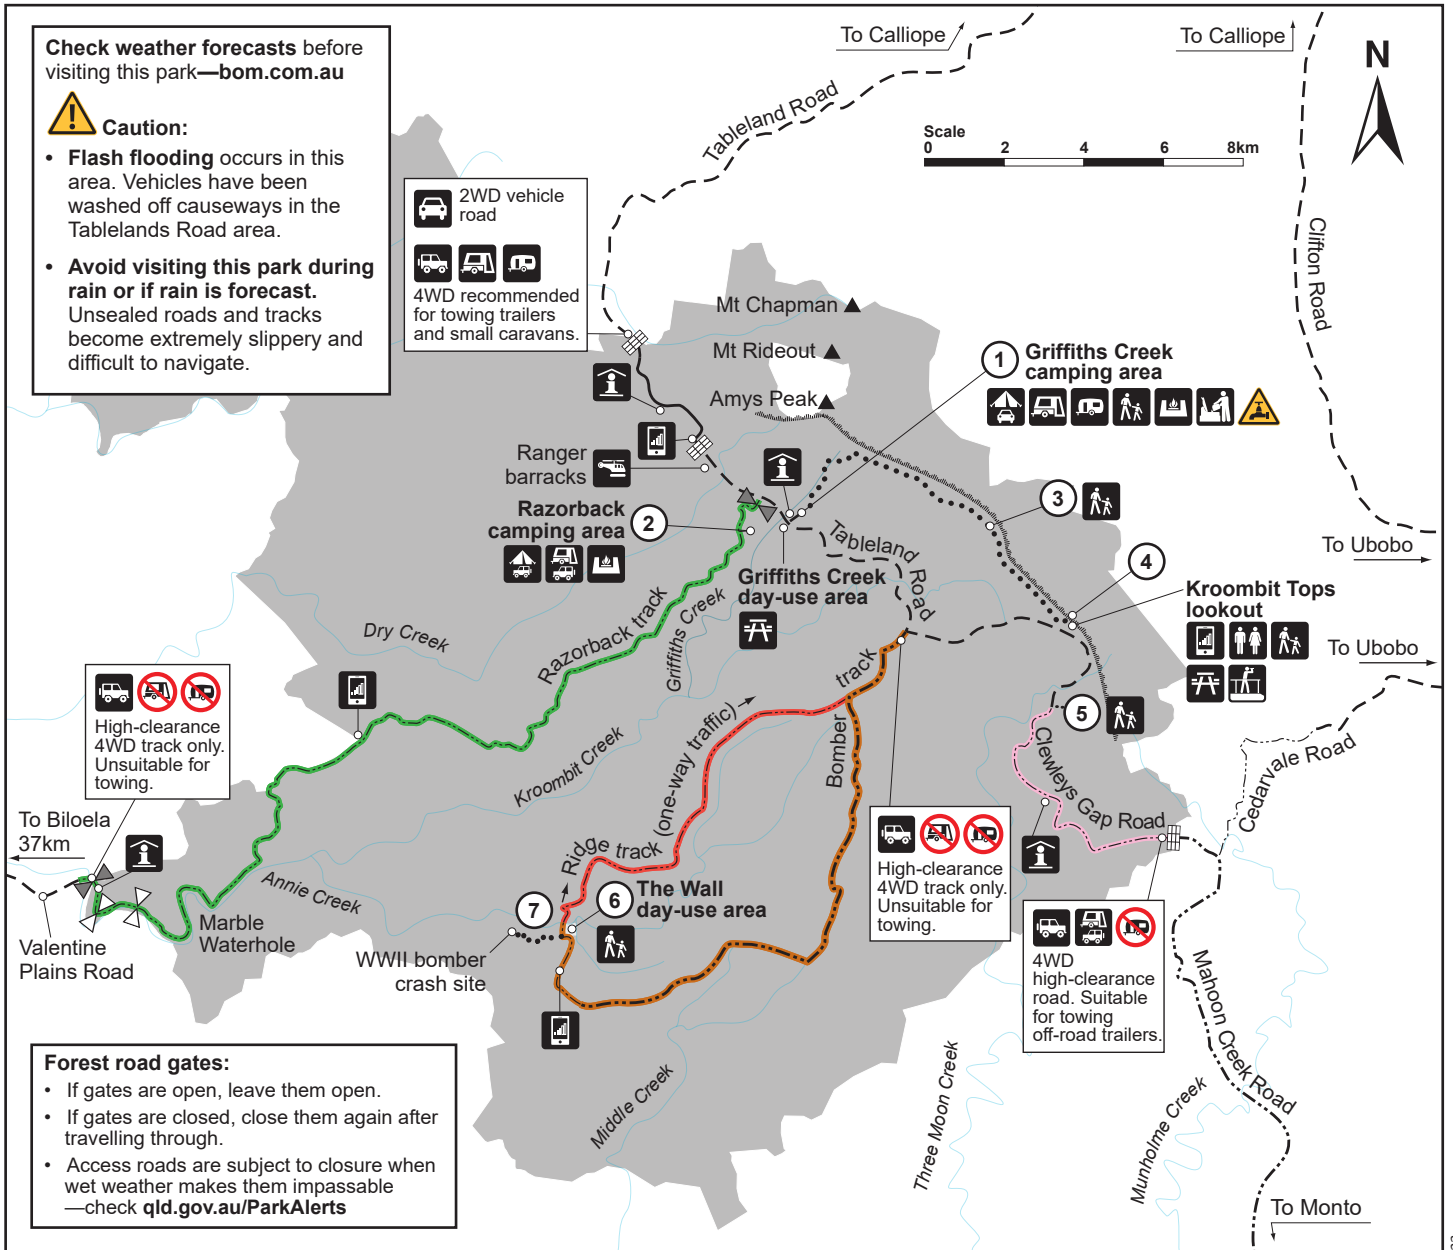 Check weather forecasts before
visiting this park—bom.com.au
Caution:
• Flash flooding occurs in this
area. Vehicles have been
washed off causeways in the
Tablelands Road area.
• Avoid visiting this park during
rain or if rain is forecast.
Unsealed roads and tracks
become extremely slippery and
difficult to navigate.
To Calliope
To Calliope
N
Scale
0 2 4 6 8km
Tableland Road
Clifton Road
2WD vehicle
road
4WD recommended
for towing trailers
and small caravans.
Mt Chapman
Mt Rideout
Amys Peak
1
Griffiths Creek
camping area
Ranger
barracks
Razorback
camping area
2
3
4
To Ubobo
Tableland
Road
Griffiths Creek
day-use area
Kroombit Tops
lookout
To Ubobo
Dry Creek
Razorback track
Griffiths Creek
track
5
High-clearance
4WD track only.
Unsuitable for
towing.
Kroombit Creek
Ridge track (one-way traffic)
Bomber
Clewleys Gap Road
Cedarvale Road
To Biloela
37km
Annie Creek
Marble
Waterhole
Valentine
Plains Road
7
6
The Wall
day-use area
WWII bomber
crash site
High-clearance
4WD track only.
Unsuitable for
towing.
4WD
high-clearance
road. Suitable
for towing
off-road trailers.
Mahoon Creek Road
Middle Creek
Three Moon Creek
Munholme Creek
To Monto
Forest road gates:
• If gates are open, leave them open.
• If gates are closed, close them again after
travelling through.
• Access roads are subject to closure when
wet weather makes them impassable
—check qld.gov.au/ParkAlerts